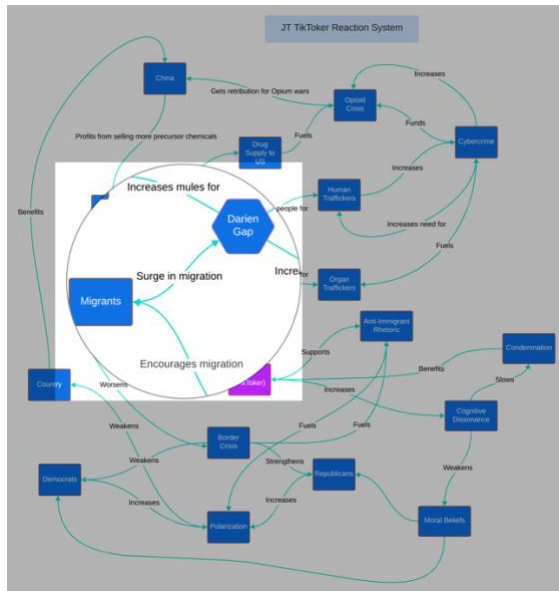 JT TikToker Reaction System
China
Increases
Gets retribution for Opium wars
Opioid
Crisis
Funds
Profits from selling more precursor chemicals
Fuels
Drug
Supply to
US
Cybercrime
Increases
Increases mules for
Human
Traffickers
people for
Darien
Gap
Benefits
Increases need for
Fuels
Surge in migration
Incre
for
Organ
Traffickers
Migrants
Anti-Immigrant
Rhetoric
Condemnation
Supports
Encourages migration
Benefits
Country
Worsens
kToker)
Increases
Slows
Cognitive
Dissonance
Weakens
Fuels
Fuels
Border
Crisis
Weakens
Strengthens
Weakens
Democrats
Republicans
Increases
Increases
Polarization
Moral Beliefs